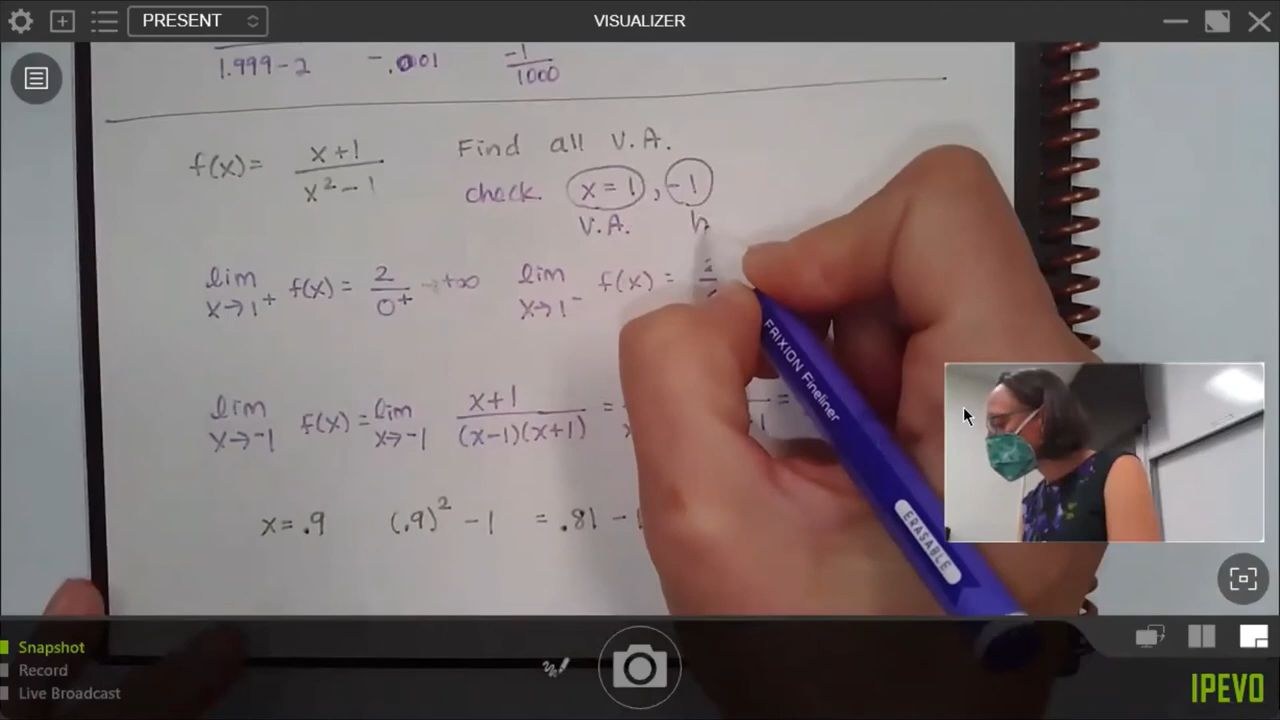 PRESENT
VISUALIZER
1.999-2 -.001 -1/1000
f(x)= x+1/x²-1 Find all V.A.
check. x=1, -1
V.A. h
lim x→1⁺ f(x)= 2/0⁺ → +∞ lim x→1⁻ f(x)=
lim x→-1 f(x)= lim x→-1 x+1/(x-1)(x+1) =
x=.9 (.9)²-1 = .81 -
FRIXION Fineliner
ERASABLE
Snapshot
Record
Live Broadcast
IPEVO